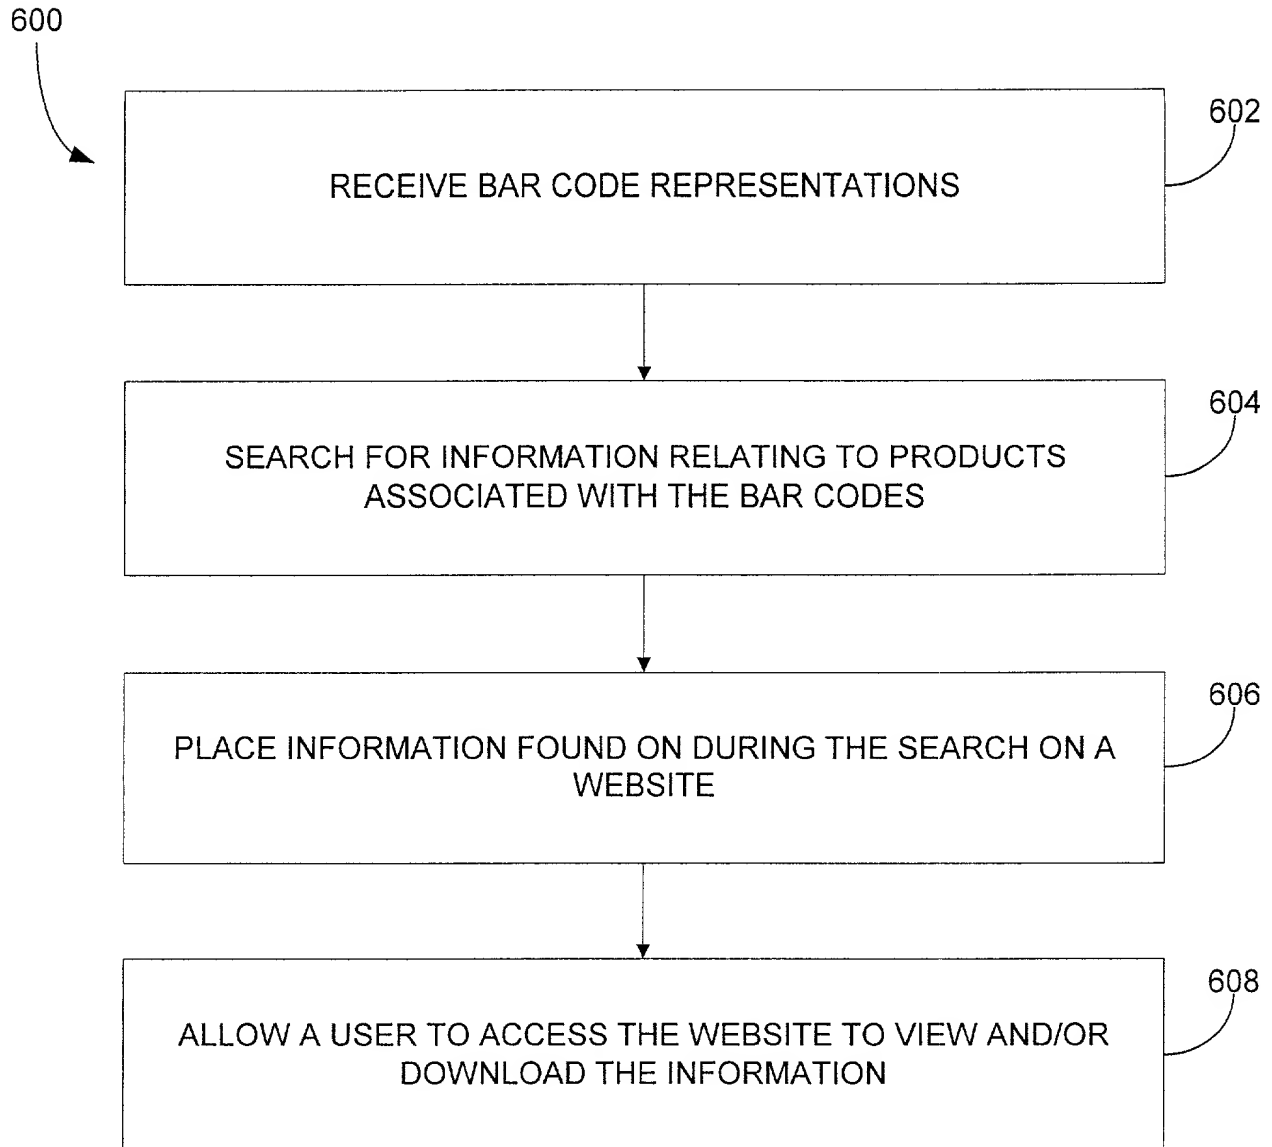 600
602
RECEIVE BAR CODE REPRESENTATIONS
604
SEARCH FOR INFORMATION RELATING TO PRODUCTS
ASSOCIATED WITH THE BAR CODES
606
PLACE INFORMATION FOUND ON DURING THE SEARCH ON A
WEBSITE
608
ALLOW A USER TO ACCESS THE WEBSITE TO VIEW AND/OR
DOWNLOAD THE INFORMATION